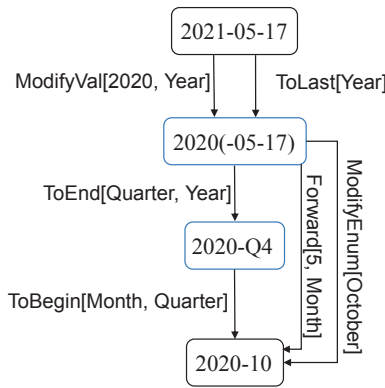 2021-05-17
ModifyVal[2020, Year]
ToLast[Year]
2020(-05-17)
ToEnd[Quarter, Year]
Forward[5, Month]
ModifyEnum[October]
2020-Q4
ToBegin[Month, Quarter]
2020-10